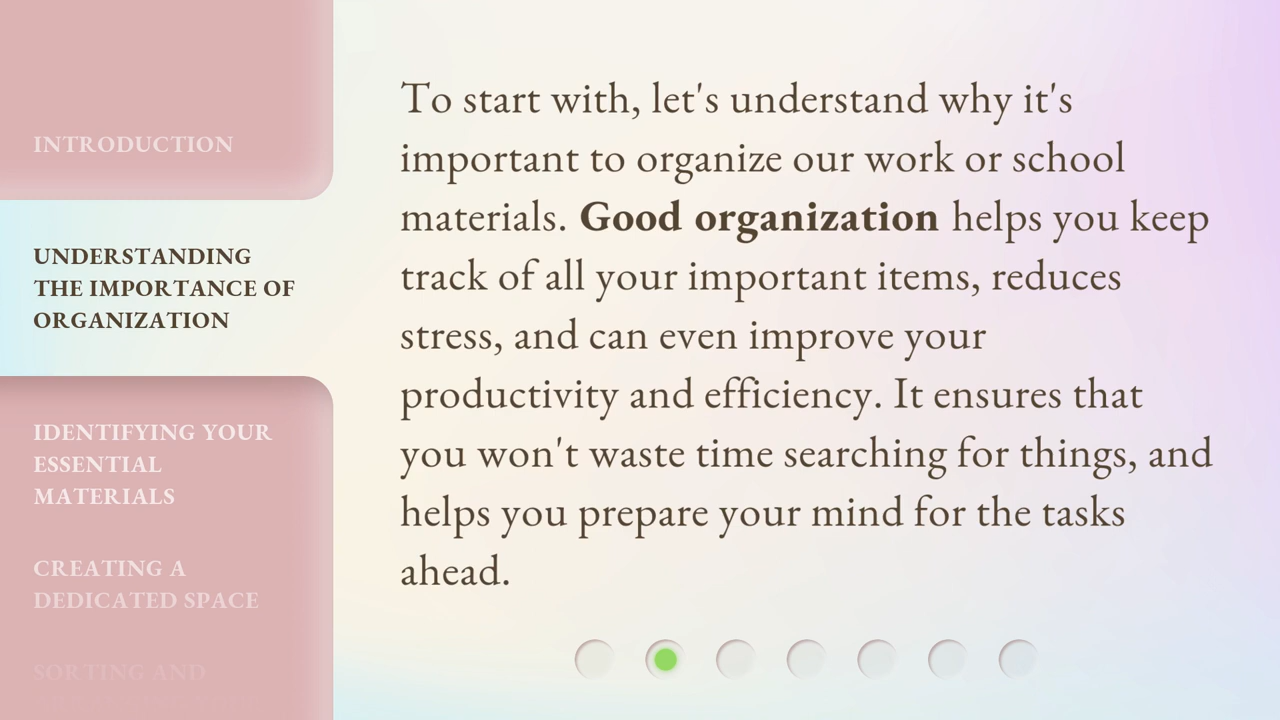 INTRODUCTION
UNDERSTANDING
THE IMPORTANCE OF
ORGANIZATION
IDENTIFYING YOUR
ESSENTIAL
MATERIALS
CREATING A
DEDICATED SPACE
SORTING AND
To start with, let's understand why it's
important to organize our work or school
materials. Good organization helps you keep
track of all your important items, reduces
stress, and can even improve your
productivity and efficiency. It ensures that
you won't waste time searching for things, and
helps you prepare your mind for the tasks
ahead.